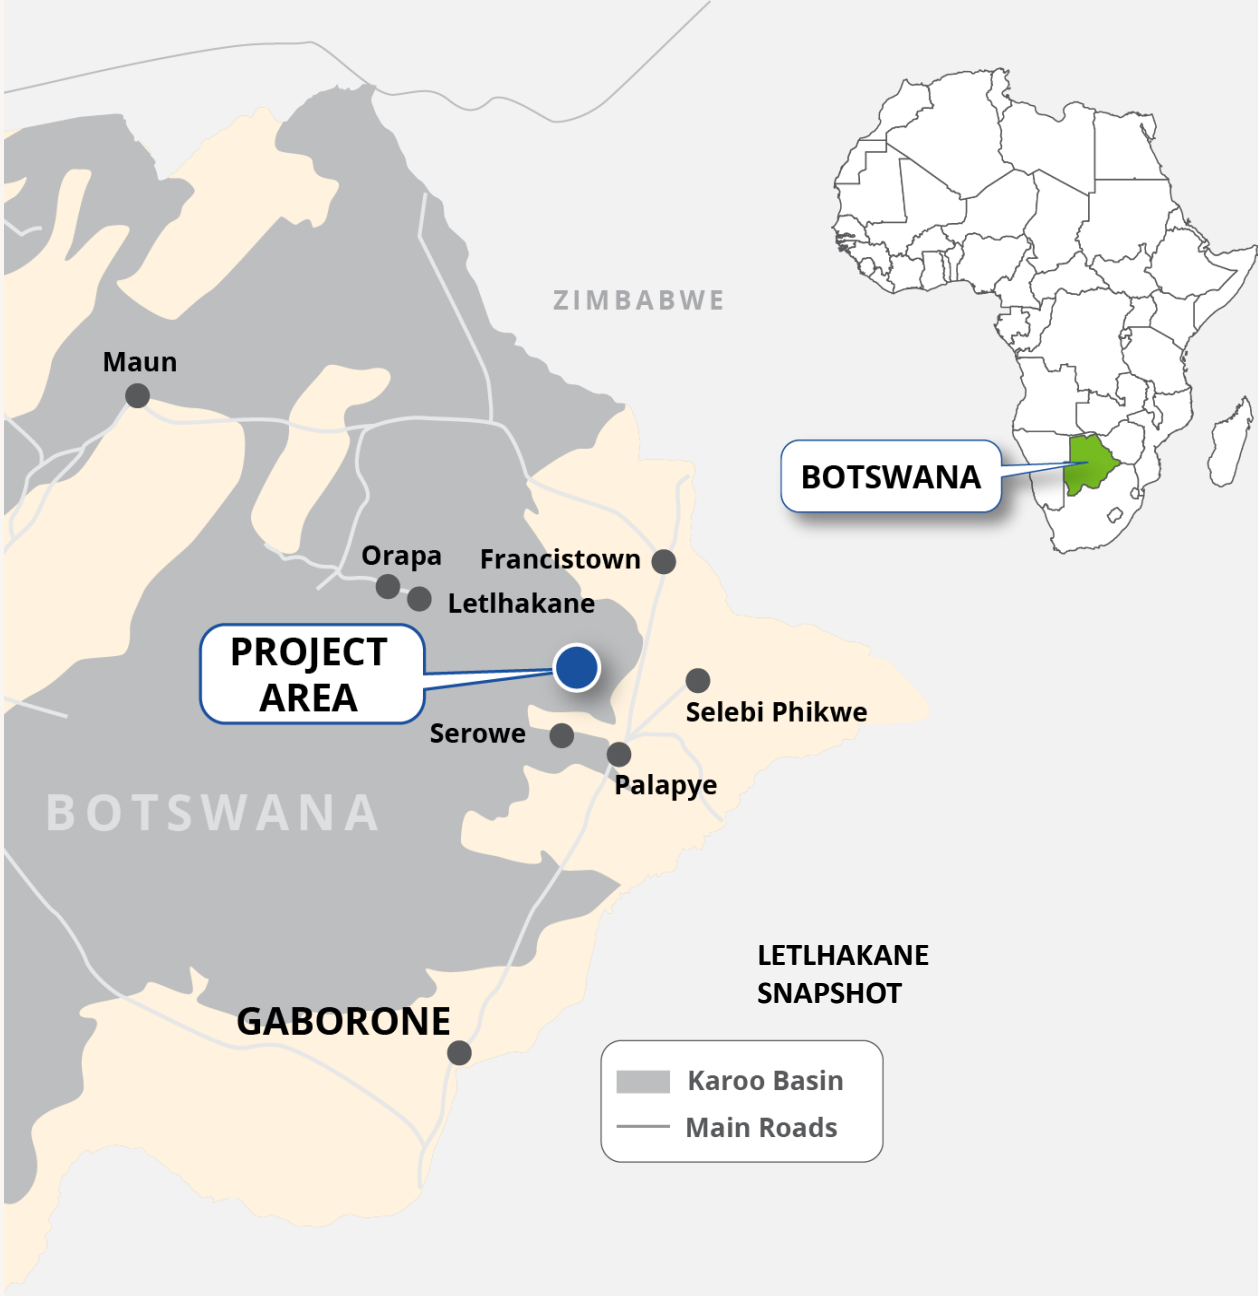 ZIMBABWE
Maun
BOTSWANA
Orapa
Francistown
Letlhakane
PROJECT
AREA
Selebi Phikwe
Serowe
Palapye
BOTSWANA
LETLHAKANE
SNAPSHOT
GABORONE
Karoo Basin
Main Roads